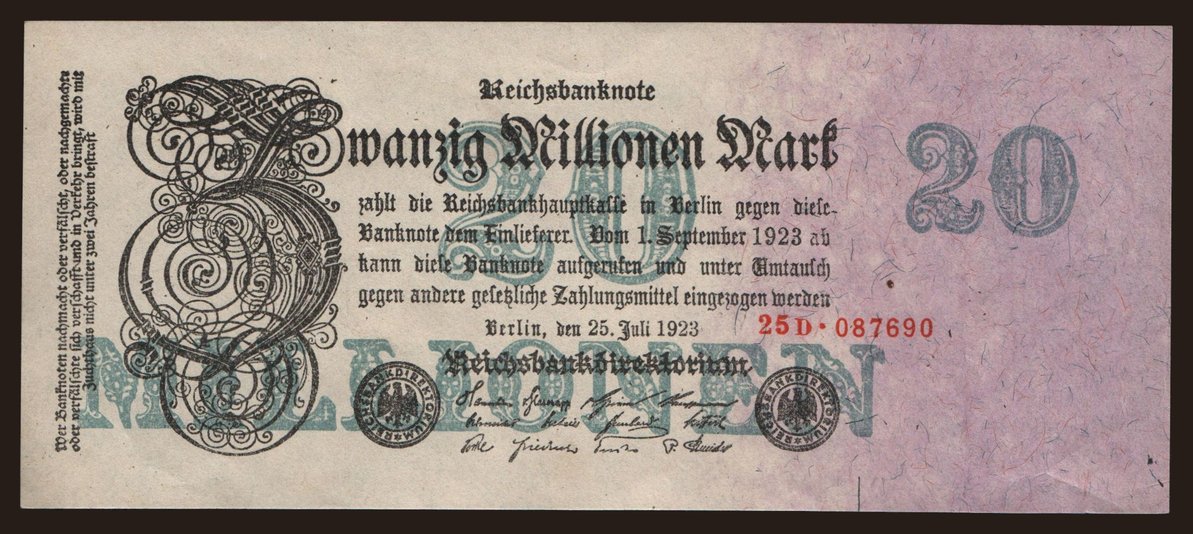 Wer Banknoten nachmacht oder verfälscht, oder nachgemachte
oder verfälschte sich verschafft und in Verkehr bringt, wird mit
Zuchthaus nicht unter zwei Jahren bestraft
Reichsbanknote
Zwanzig Millionen Mark
20
20
zahlt die Reichsbankhauptkasse in Berlin gegen diese-
Banknote dem Einlieferer. Vom 1. September 1923 ab
kann diese Banknote aufgerufen und unter Umtausch
gegen andere gesetzliche Zahlungsmittel eingezogen werden
Berlin, den 25. Juli 1923
25D·087690
MILLIONEN
Reichsbankdirektorium
REICHSBANKDIREKTORIUM
REICHSBANKDIREKTORIUM